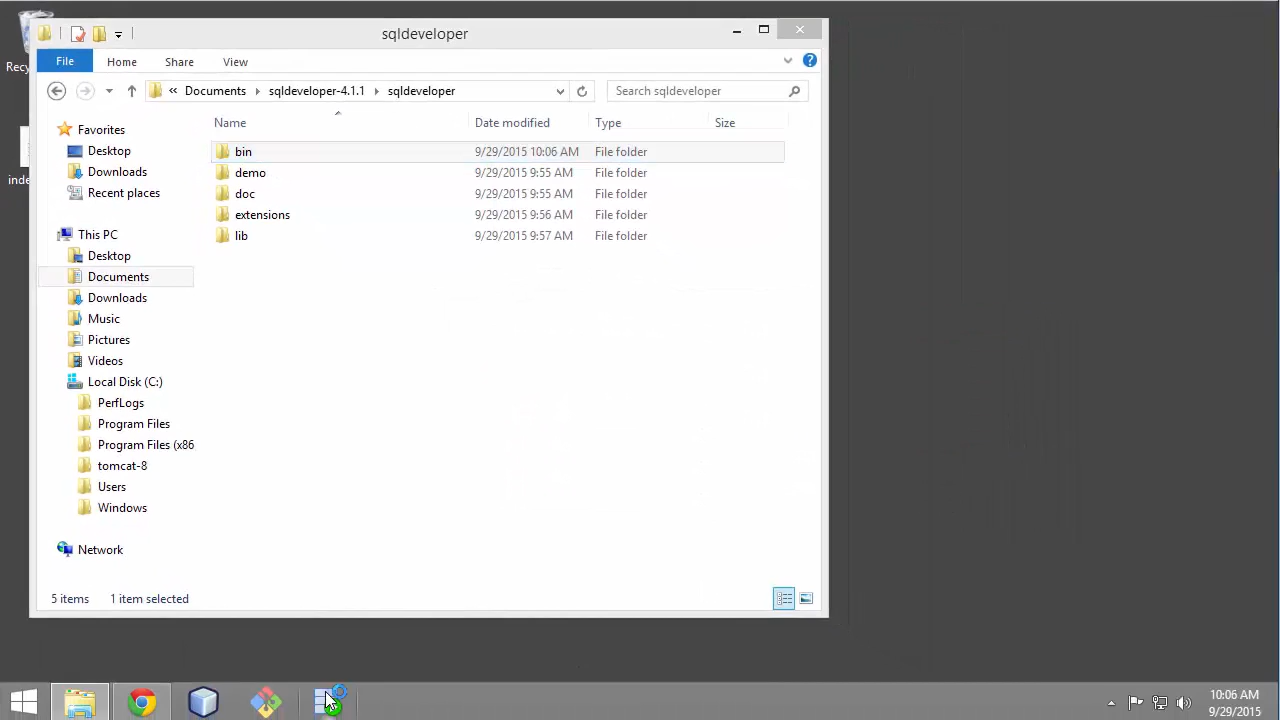 Recy
inde
sqldeveloper
File
Home
Share
View
Documents
sqldeveloper-4.1.1
sqldeveloper
Search sqldeveloper
Name
Date modified
Type
Size
Favorites
Desktop
Downloads
Recent places
This PC
Desktop
Documents
Downloads
Music
Pictures
Videos
Local Disk (C:)
PerfLogs
Program Files
Program Files (x86
tomcat-8
Users
Windows
Network
bin 9/29/2015 10:06 AM File folder
demo 9/29/2015 9:55 AM File folder
doc 9/29/2015 9:55 AM File folder
extensions 9/29/2015 9:56 AM File folder
lib 9/29/2015 9:57 AM File folder
5 items 1 item selected
10:06 AM
9/29/2015